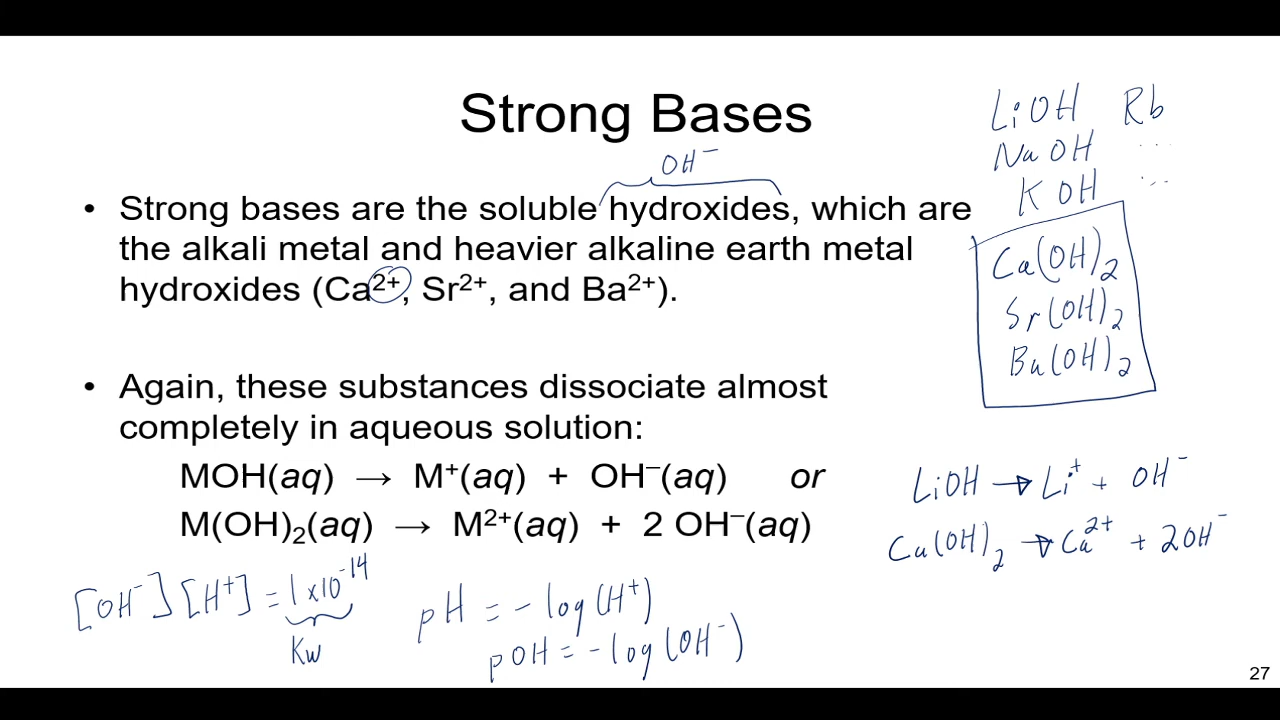 Strong Bases
LiOH Rb
NaOH ...
KOH ...
OH⁻
• Strong bases are the soluble hydroxides, which are
the alkali metal and heavier alkaline earth metal
hydroxides (Ca²⁺, Sr²⁺, and Ba²⁺).
Ca(OH)₂
Sr(OH)₂
Ba(OH)₂
• Again, these substances dissociate almost
completely in aqueous solution:
MOH(aq) → M⁺(aq) + OH⁻(aq) or
M(OH)₂(aq) → M²⁺(aq) + 2 OH⁻(aq)
LiOH → Li⁺ + OH⁻
Ca(OH)₂ → Ca²⁺ + 2OH⁻
[OH⁻][H⁺] = 1×10⁻¹⁴
Kw
pH = -log(H⁺)
pOH = -log(OH⁻)
27